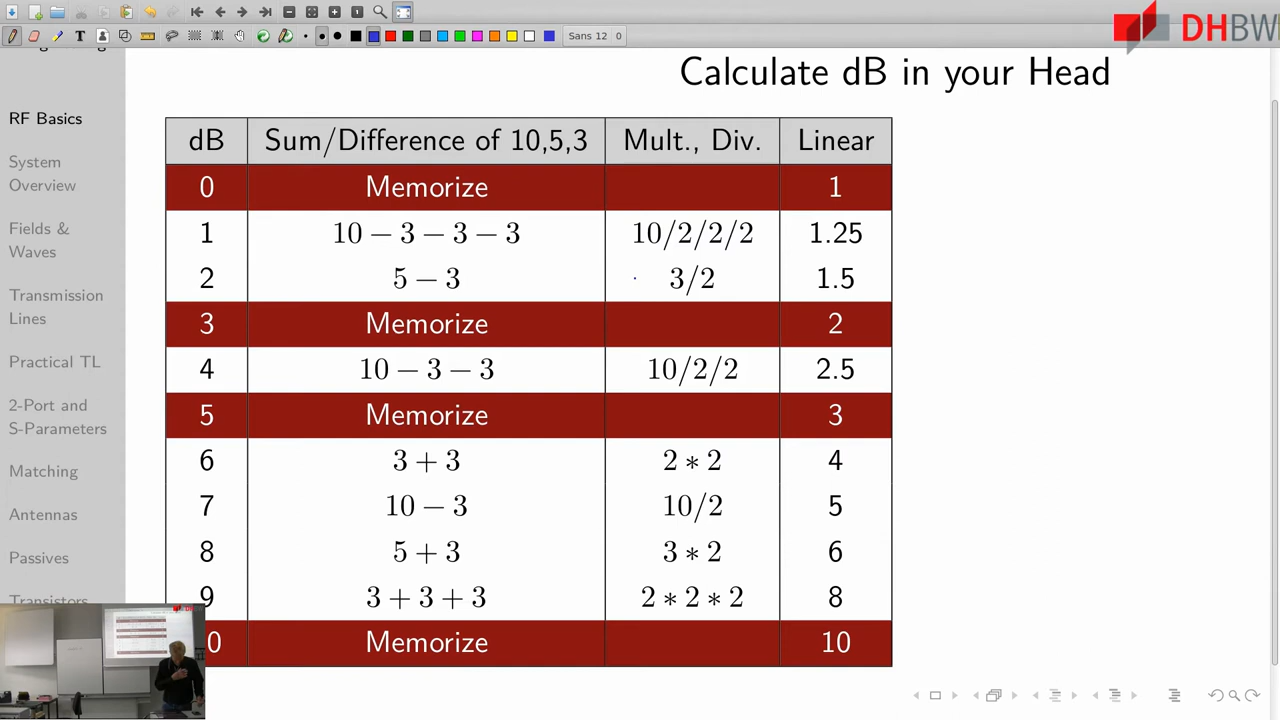 Sans 12 0
DHBW
Calculate dB in your Head
RF Basics
System
Overview
Fields &
Waves
Transmission
Lines
Practical TL
2-Port and
S-Parameters
Matching
Antennas
Passives
Transistors
dB Sum/Difference of 10,5,3 Mult., Div. Linear
0 Memorize 1
1 10 − 3 − 3 − 3 10/2/2/2 1.25
2 5 − 3 3/2 1.5
3 Memorize 2
4 10 − 3 − 3 10/2/2 2.5
5 Memorize 3
6 3 + 3 2 ∗ 2 4
7 10 − 3 10/2 5
8 5 + 3 3 ∗ 2 6
9 3 + 3 + 3 2 ∗ 2 ∗ 2 8
0 Memorize 10